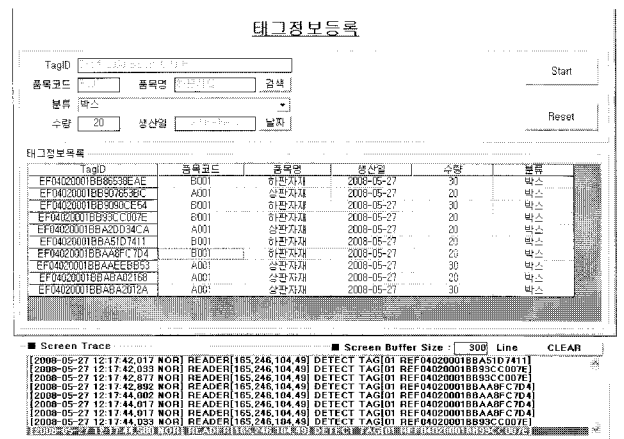 태그정보등록
TagID
Start
품목코드 품목명 검색
분류 박스
Reset
수량 20 생산일 날짜
태그정보목록
TagID 품목코드 품목명 생산일 수량 분류
EF04020001BB86538EAE B001 하판자재 2008-05-27 30 박스
EF04020001BB907653BC A001 상판자재 2008-05-27 20 박스
EF04020001BB9090CE54 B001 하판자재 2008-05-27 30 박스
EF04020001BB93CC007E B001 하판자재 2008-05-27 20 박스
EF04020001BBA2DD34CA A001 상판자재 2008-05-27 20 박스
EF04020001BBA51D7411 B001 하판자재 2008-05-27 20 박스
EF04020001BBAA8FC7D4 B001 하판자재 2008-05-27 20 박스
EF04020001BBAAEEBB53 A001 상판자재 2008-05-27 30 박스
EF04020001BBABA02168 A001 상판자재 2008-05-27 20 박스
EF04020001BBABA2012A A001 상판자재 2008-05-27 30 박스
■ Screen Trace ■ Screen Buffer Size : 300 Line CLEAR
[2008-05-27 12:17:42,017 NOR] READER[165,246,104,49] DETECT TAG[01 REF04020001BBA51D7411]
[2008-05-27 12:17:42,033 NOR] READER[165,246,104,49] DETECT TAG[01 REF04020001BB93CC007E]
[2008-05-27 12:17:42,877 NOR] READER[165,246,104,49] DETECT TAG[01 REF04020001BB93CC007E]
[2008-05-27 12:17:42,892 NOR] READER[165,246,104,49] DETECT TAG[01 REF04020001BBAA8FC7D4]
[2008-05-27 12:17:44,002 NOR] READER[165,246,104,49] DETECT TAG[01 REF04020001BBAA8FC7D4]
[2008-05-27 12:17:44,017 NOR] READER[165,246,104,49] DETECT TAG[01 REF04020001BBAA8FC7D4]
[2008-05-27 12:17:44,017 NOR] READER[165,246,104,49] DETECT TAG[01 REF04020001BBAA8FC7D4]
[2008-05-27 12:17:44,033 NOR] READER[165,246,104,49] DETECT TAG[01 REF04020001BB93CC007E]